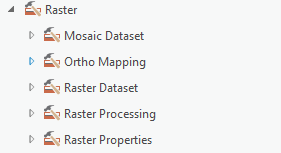 Raster
Mosaic Dataset
Ortho Mapping
Raster Dataset
Raster Processing
Raster Properties